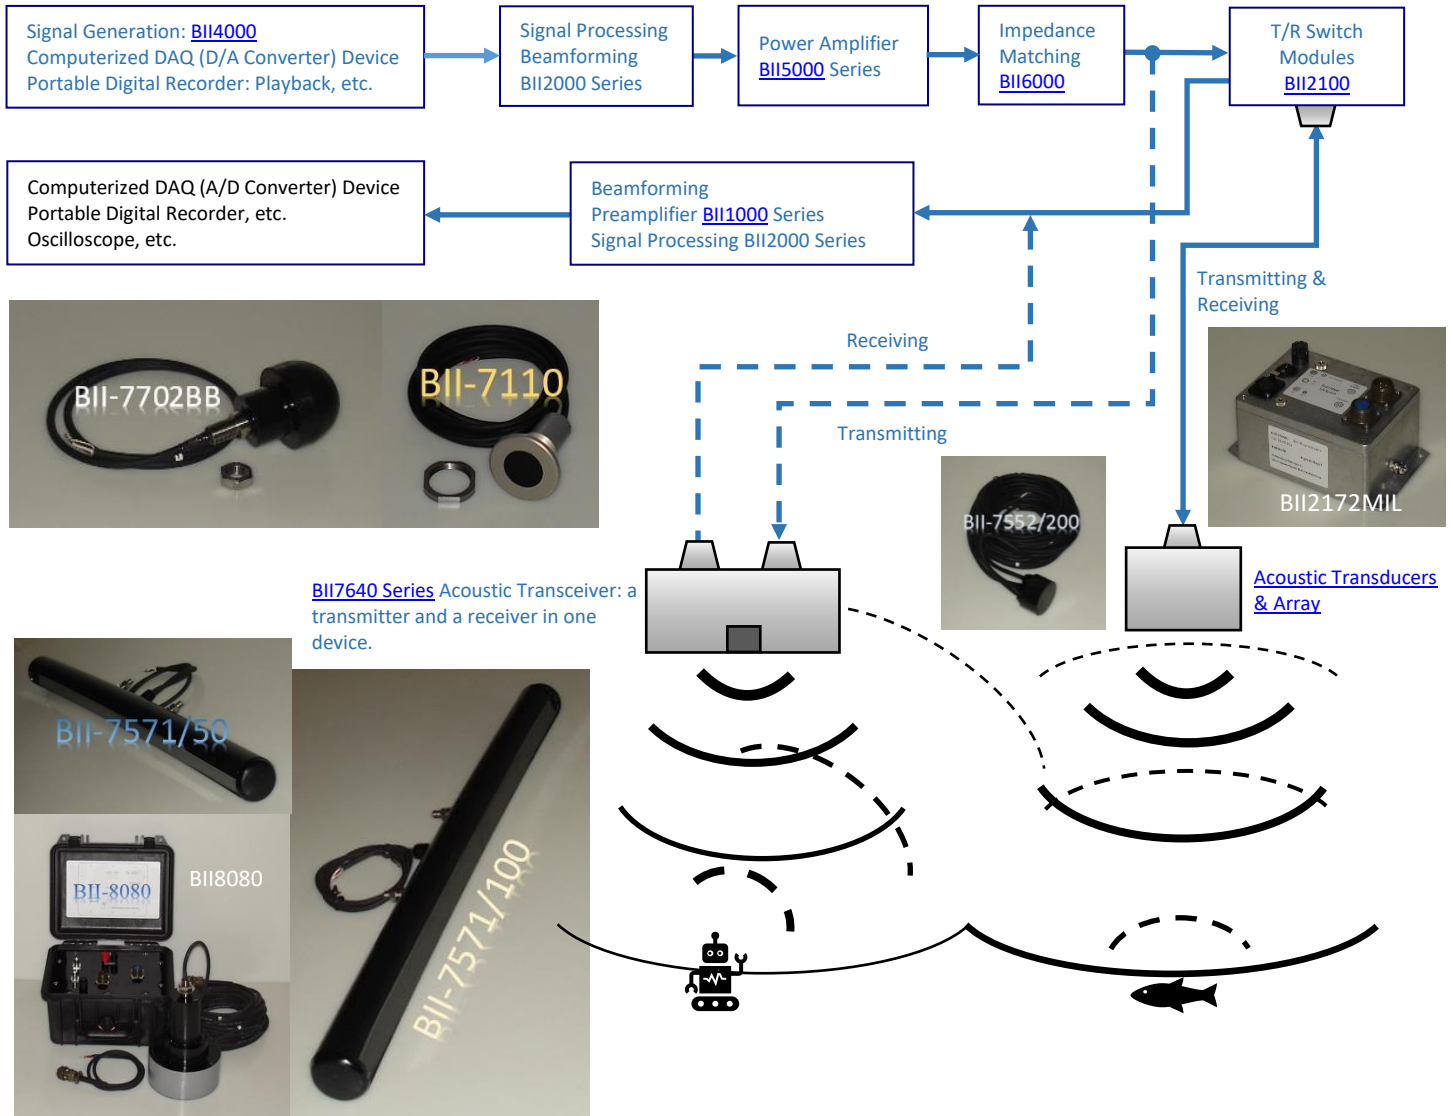 Signal Generation: BII4000
Computerized DAQ (D/A Converter) Device
Portable Digital Recorder: Playback, etc.
Signal Processing
Beamforming
BII2000 Series
Power Amplifier
BII5000 Series
Impedance
Matching
BII6000
T/R Switch
Modules
BII2100
Computerized DAQ (A/D Converter) Device
Portable Digital Recorder, etc.
Oscilloscope, etc.
Beamforming
Preamplifier BII1000 Series
Signal Processing BII2000 Series
Transmitting &
Receiving
Receiving
Transmitting
BII-7702BB
BII-7110
BII-7552/200
BII2172MIL
BII7640 Series Acoustic Transceiver: a
transmitter and a receiver in one
device.
Acoustic Transducers
& Array
BII-7571/50
BII-7571/100
BII8080
BII-8080